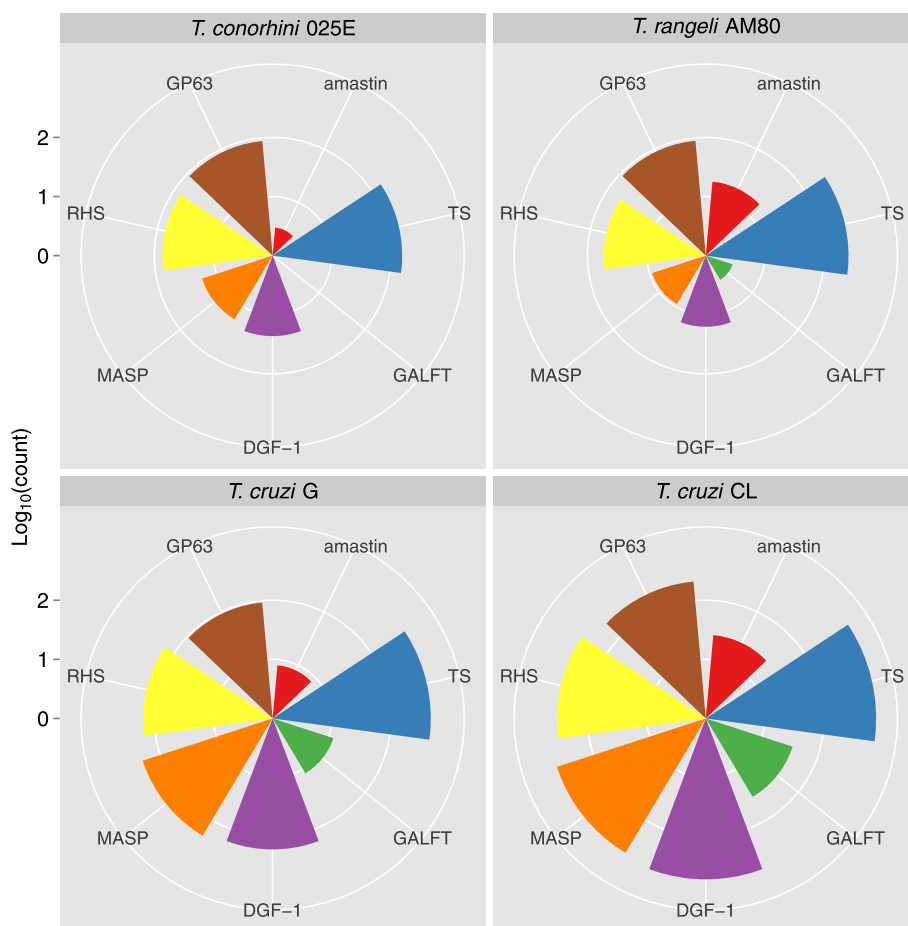 T. conorhini 025E
T. rangeli AM80
GP63
amastin
TS
GALFT
DGF−1
MASP
RHS
GP63
amastin
TS
GALFT
DGF−1
MASP
RHS
2
1
0
Log10(count)
T. cruzi G
T. cruzi CL
GP63
amastin
TS
GALFT
DGF−1
MASP
RHS
GP63
amastin
TS
GALFT
DGF−1
MASP
RHS
2
1
0